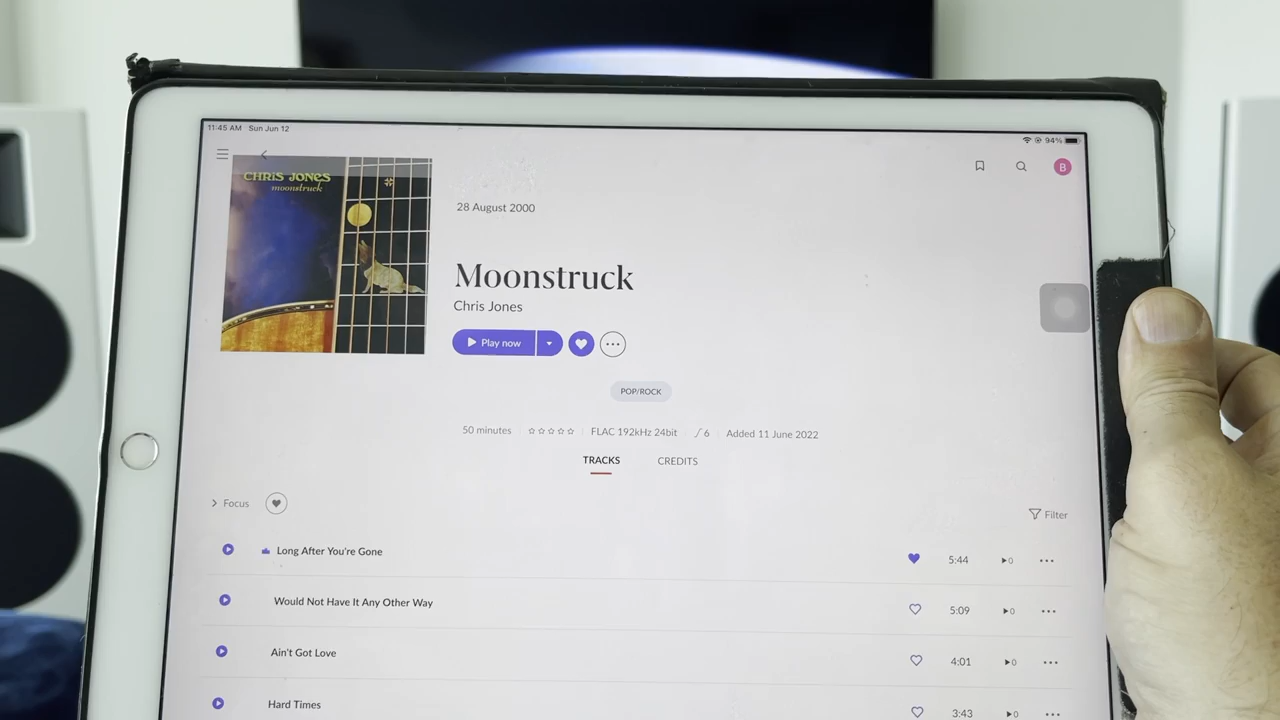 11:45 AM Sun Jun 12
94%
CHRIS JONES
moonstruck
B
28 August 2000
Moonstruck
Chris Jones
Play now
POP/ROCK
50 minutes FLAC 192kHz 24bit 6 Added 11 June 2022
TRACKS CREDITS
Focus
Filter
Long After You're Gone 5:44 0
Would Not Have It Any Other Way 5:09 0
Ain't Got Love 4:01 0
Hard Times 3:43 0